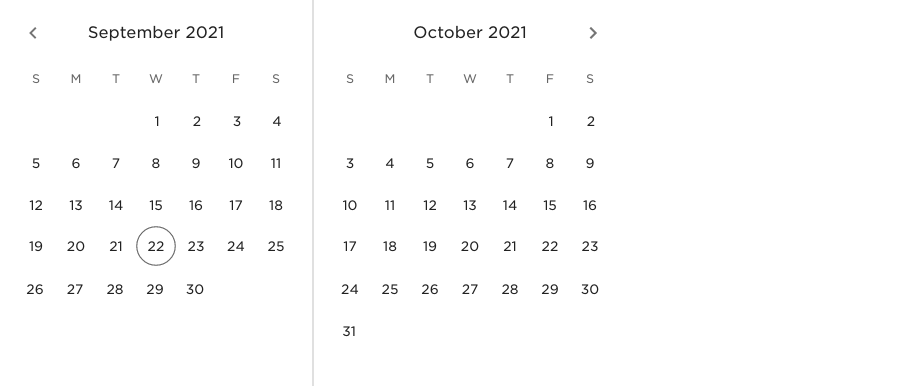 September 2021
S M T W T F S
1 2 3 4
5 6 7 8 9 10 11
12 13 14 15 16 17 18
19 20 21 22 23 24 25
26 27 28 29 30
October 2021
S M T W T F S
1 2
3 4 5 6 7 8 9
10 11 12 13 14 15 16
17 18 19 20 21 22 23
24 25 26 27 28 29 30
31